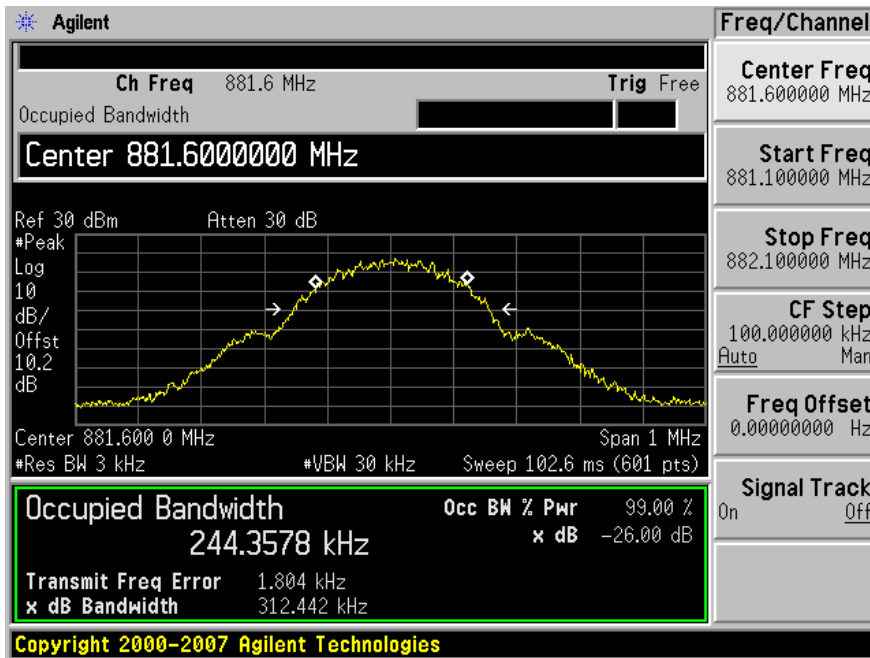 Agilent
Freq/Channel
Ch Freq 881.6 MHz Trig Free
Occupied Bandwidth
Center 881.6000000 MHz
Ref 30 dBm Atten 30 dB
#Peak
Log
10
dB/
Offst
10.2
dB
Center 881.600 0 MHz Span 1 MHz
#Res BW 3 kHz #VBW 30 kHz Sweep 102.6 ms (601 pts)
Occupied Bandwidth
244.3578 kHz
Occ BW % Pwr 99.00 %
x dB -26.00 dB
Transmit Freq Error 1.804 kHz
x dB Bandwidth 312.442 kHz
Center Freq
881.600000 MHz
Start Freq
881.100000 MHz
Stop Freq
882.100000 MHz
CF Step
100.000000 kHz
Auto Man
Freq Offset
0.00000000 Hz
Signal Track
On Off
Copyright 2000-2007 Agilent Technologies